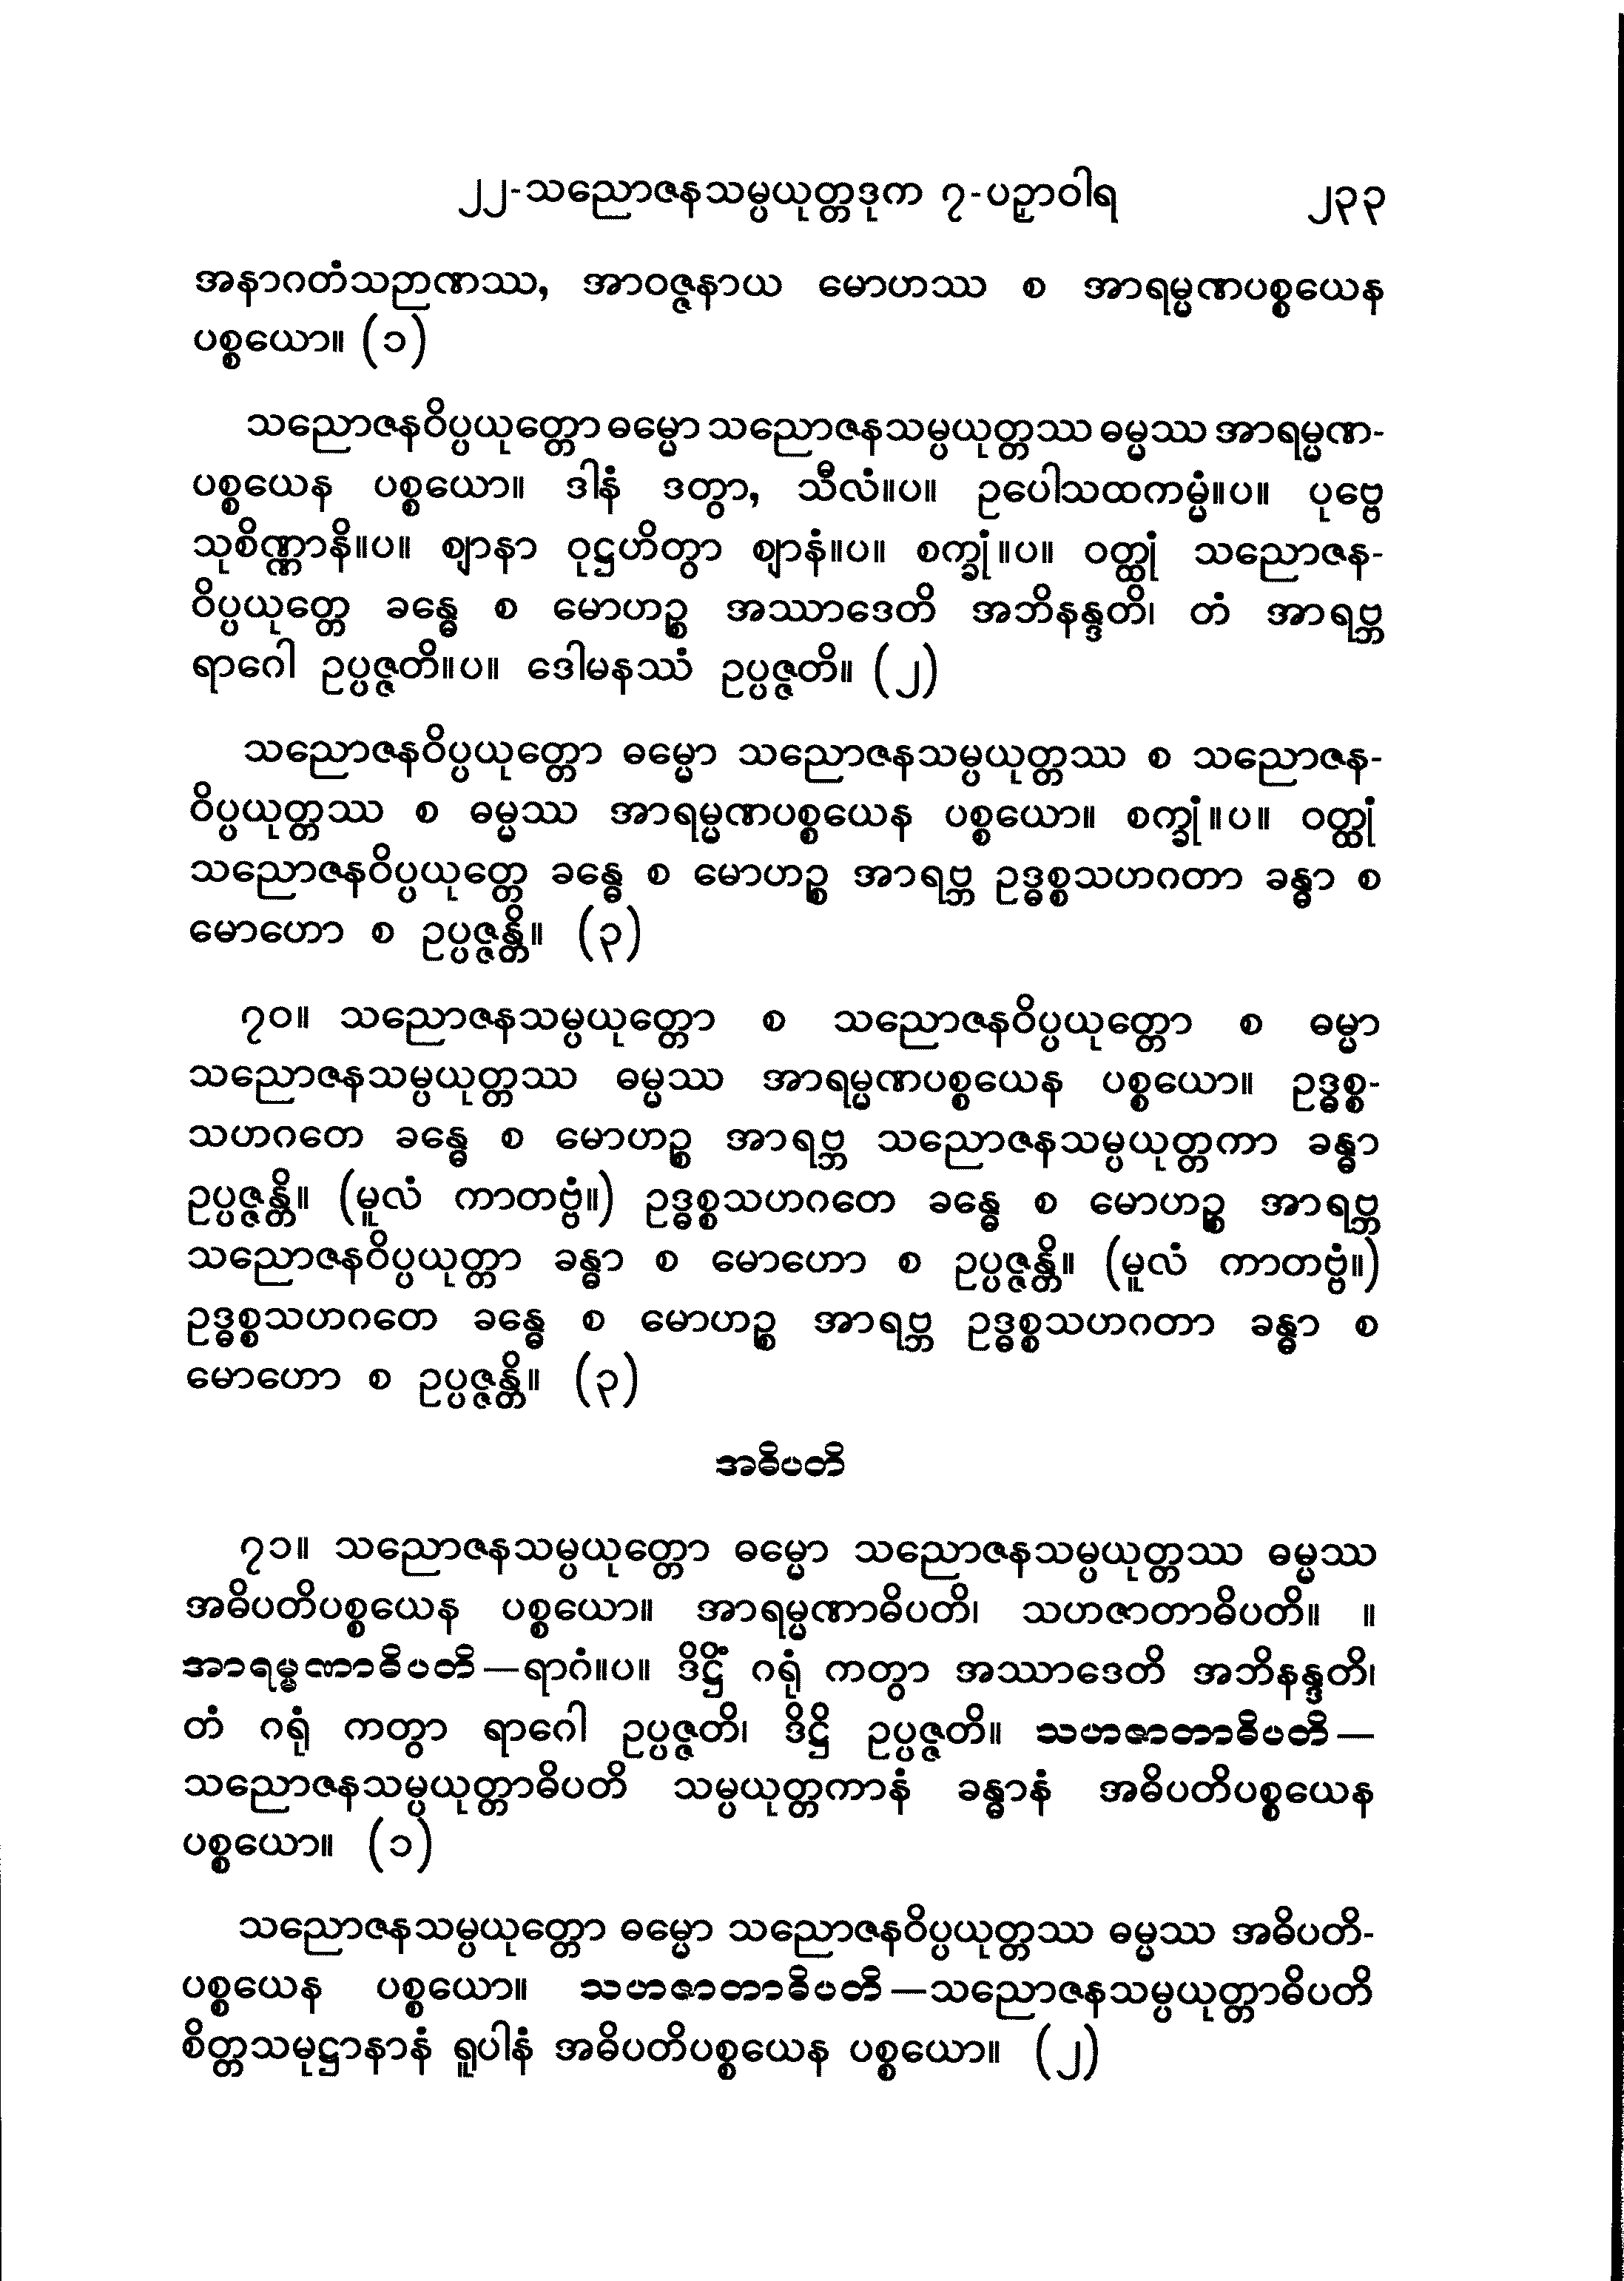 ၂၂-သညောဇနသမ္ပယုတ္တဒုက ၇-ပဉှာဝါရ ၂၃၃
အနာဂတံသဉာဏဿ, အာဝဇ္ဇနာယ မောဟဿ စ အာရမ္မဏပစ္စယေန
ပစ္စယော။ (၁)
သညောဇနဝိပ္ပယုတ္တော ဓမ္မော သညောဇနသမ္ပယုတ္တဿ ဓမ္မဿ အာရမ္မဏ-
ပစ္စယေန ပစ္စယော။ ဒါနံ ဒတွာ, သီလံ။ပ။ ဥပေါသထကမ္မံ။ပ။ ပုဗ္ဗေ
သုစိဏ္ဏာနိ။ပ။ ဈာနာ ဝုဋ္ဌဟိတွာ ဈာနံ။ပ။ စက္ခုံ။ပ။ ဝတ္ထုံ သညောဇန-
ဝိပ္ပယုတ္တေ ခန္ဓေ စ မောဟဉ္စ အဿာဒေတိ အဘိနန္ဒတိ၊ တံ အာရဗ္ဘ
ရာဂေါ ဥပ္ပဇ္ဇတိ။ပ။ ဒေါမနဿံ ဥပ္ပဇ္ဇတိ။ (၂)
သညောဇနဝိပ္ပယုတ္တော ဓမ္မော သညောဇနသမ္ပယုတ္တဿ စ သညောဇန-
ဝိပ္ပယုတ္တဿ စ ဓမ္မဿ အာရမ္မဏပစ္စယေန ပစ္စယော။ စက္ခုံ။ပ။ ဝတ္ထုံ
သညောဇနဝိပ္ပယုတ္တေ ခန္ဓေ စ မောဟဉ္စ အာရဗ္ဘ ဥဒ္ဓစ္စသဟဂတာ ခန္ဓာ စ
မောဟော စ ဥပ္ပဇ္ဇန္တိ။ (၃)
၇၀။ သညောဇနသမ္ပယုတ္တော စ သညောဇနဝိပ္ပယုတ္တော စ ဓမ္မာ
သညောဇနသမ္ပယုတ္တဿ ဓမ္မဿ အာရမ္မဏပစ္စယေန ပစ္စယော။ ဥဒ္ဓစ္စ-
သဟဂတေ ခန္ဓေ စ မောဟဉ္စ အာရဗ္ဘ သညောဇနသမ္ပယုတ္တကာ ခန္ဓာ
ဥပ္ပဇ္ဇန္တိ။ (မူလံ ကာတဗ္ဗံ။) ဥဒ္ဓစ္စသဟဂတေ ခန္ဓေ စ မောဟဉ္စ အာရဗ္ဘ
သညောဇနဝိပ္ပယုတ္တာ ခန္ဓာ စ မောဟော စ ဥပ္ပဇ္ဇန္တိ။ (မူလံ ကာတဗ္ဗံ။)
ဥဒ္ဓစ္စသဟဂတေ ခန္ဓေ စ မောဟဉ္စ အာရဗ္ဘ ဥဒ္ဓစ္စသဟဂတာ ခန္ဓာ စ
မောဟော စ ဥပ္ပဇ္ဇန္တိ။ (၃)
အဓိပတိ
၇၁။ သညောဇနသမ္ပယုတ္တော ဓမ္မော သညောဇနသမ္ပယုတ္တဿ ဓမ္မဿ
အဓိပတိပစ္စယေန ပစ္စယော။ အာရမ္မဏာဓိပတိ၊ သဟဇာတာဓိပတိ။ ။
အာရမ္မဏာဓိပတိ—ရာဂံ။ပ။ ဒိဋ္ဌိံ ဂရုံ ကတွာ အဿာဒေတိ အဘိနန္ဒတိ၊
တံ ဂရုံ ကတွာ ရာဂေါ ဥပ္ပဇ္ဇတိ၊ ဒိဋ္ဌိ ဥပ္ပဇ္ဇတိ။ သဟဇာတာဓိပတိ—
သညောဇနသမ္ပယုတ္တာဓိပတိ သမ္ပယုတ္တကာနံ ခန္ဓာနံ အဓိပတိပစ္စယေန
ပစ္စယော။ (၁)
သညောဇနသမ္ပယုတ္တော ဓမ္မော သညောဇနဝိပ္ပယုတ္တဿ ဓမ္မဿ အဓိပတိ-
ပစ္စယေန ပစ္စယော။ သဟဇာတာဓိပတိ—သညောဇနသမ္ပယုတ္တာဓိပတိ
စိတ္တသမုဋ္ဌာနာနံ ရူပါနံ အဓိပတိပစ္စယေန ပစ္စယော။ (၂)